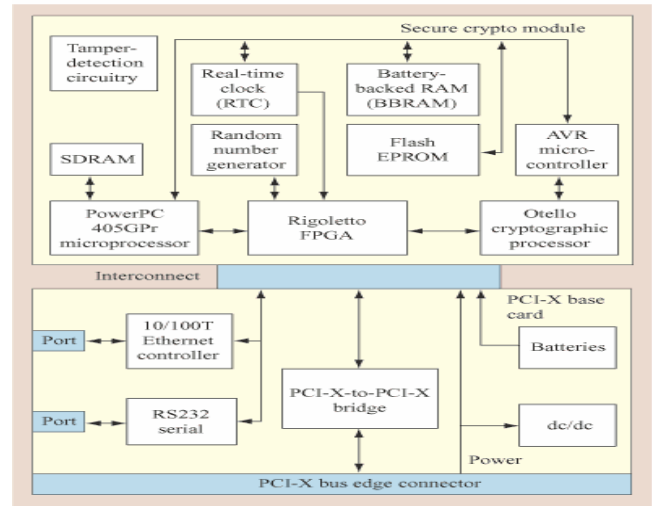 Secure crypto module
Tamper-
detection
circuitry
Real-time
clock
(RTC)
Battery-
backed RAM
(BBRAM)
Random
number
generator
Flash
EPROM
AVR
micro-
controller
SDRAM
PowerPC
405GPr
microprocessor
Rigoletto
FPGA
Otello
cryptographic
processor
Interconnect
PCI-X base
card
Port
10/100T
Ethernet
controller
Batteries
PCI-X-to-PCI-X
bridge
Port
RS232
serial
dc/dc
Power
PCI-X bus edge connector